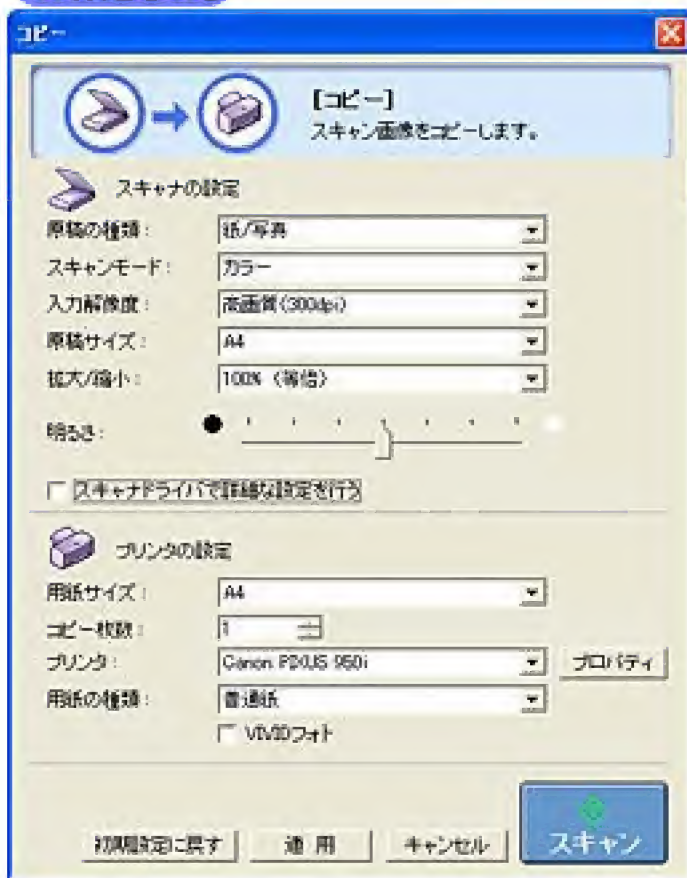 コピー
[コピー]
スキャン画像をコピーします。
スキャナの設定
原稿の種類： 紙/写真
スキャンモード： カラー
入力解像度： 高画質(300dpi)
原稿サイズ： A4
拡大/縮小： 100% (等倍)
明るさ：
スキャナドライバで詳細な設定を行う
プリンタの設定
用紙サイズ： A4
コピー枚数： 1
プリンタ： Canon PIXUS 950i プロパティ
用紙の種類： 普通紙
VIVIDフォト
初期設定に戻す 適用 キャンセル スキャン